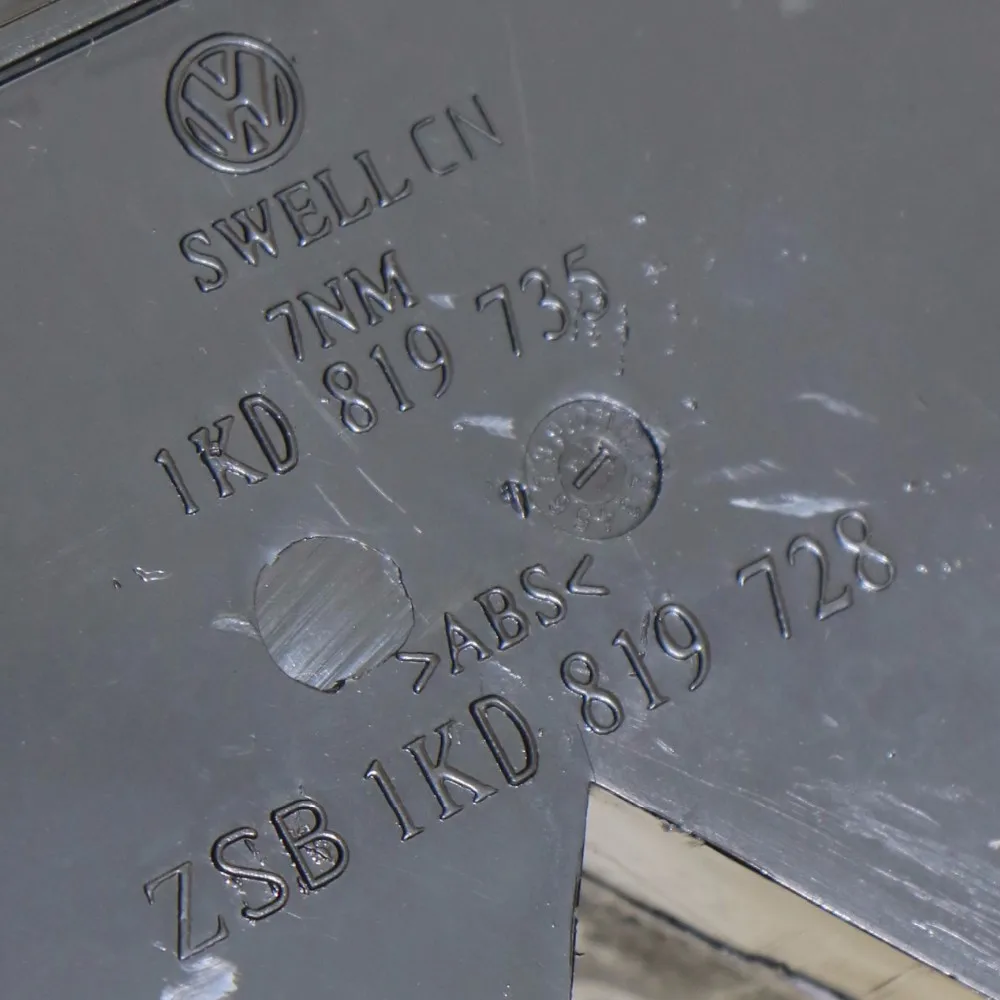 SWELL CN
7NM
1KD 819 735
>ABS<
ZSB 1KD 819 728